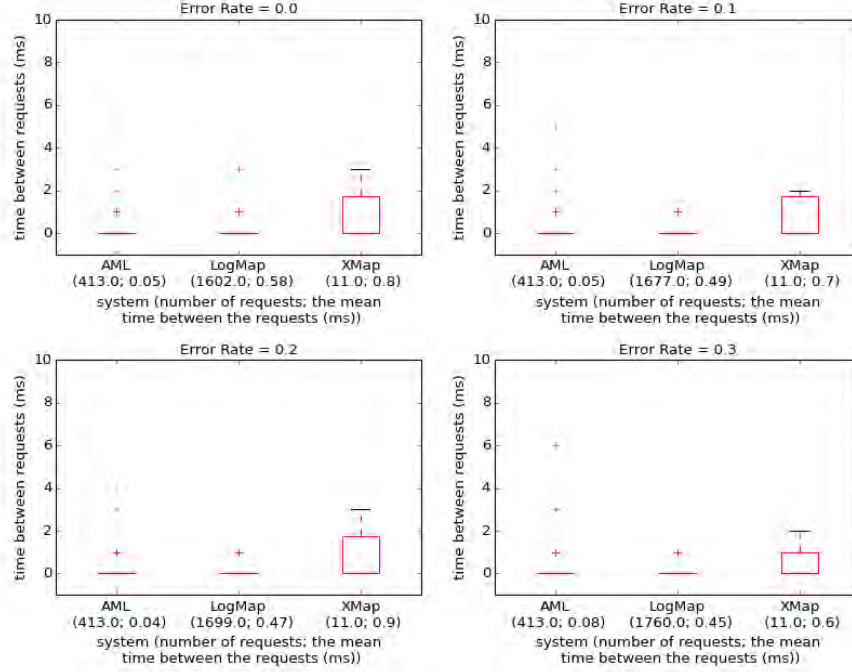 Error Rate = 0.0
10
8
6
4
2
0
time between requests (ms)
AML
LogMap
XMap
(413.0; 0.05) (1602.0; 0.58) (11.0; 0.8)
system (number of requests; the mean
time between the requests (ms))
Error Rate = 0.1
10
8
6
4
2
0
time between requests (ms)
AML
LogMap
XMap
(413.0; 0.05) (1677.0; 0.49) (11.0; 0.7)
system (number of requests; the mean
time between the requests (ms))
Error Rate = 0.2
10
8
6
4
2
0
time between requests (ms)
AML
LogMap
XMap
(413.0; 0.04) (1699.0; 0.47) (11.0; 0.9)
system (number of requests; the mean
time between the requests (ms))
Error Rate = 0.3
10
8
6
4
2
0
time between requests (ms)
AML
LogMap
XMap
(413.0; 0.08) (1760.0; 0.45) (11.0; 0.6)
system (number of requests; the mean
time between the requests (ms))